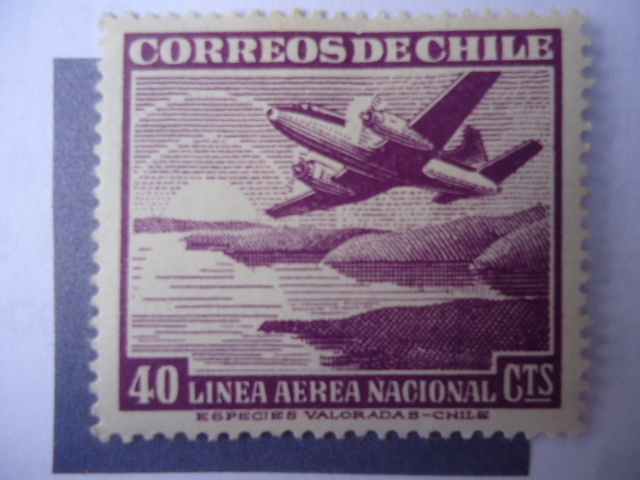 CORREOS DE CHILE
40 LINEA AEREA NACIONAL CTS
ESPECIES VALORADAS-CHILE